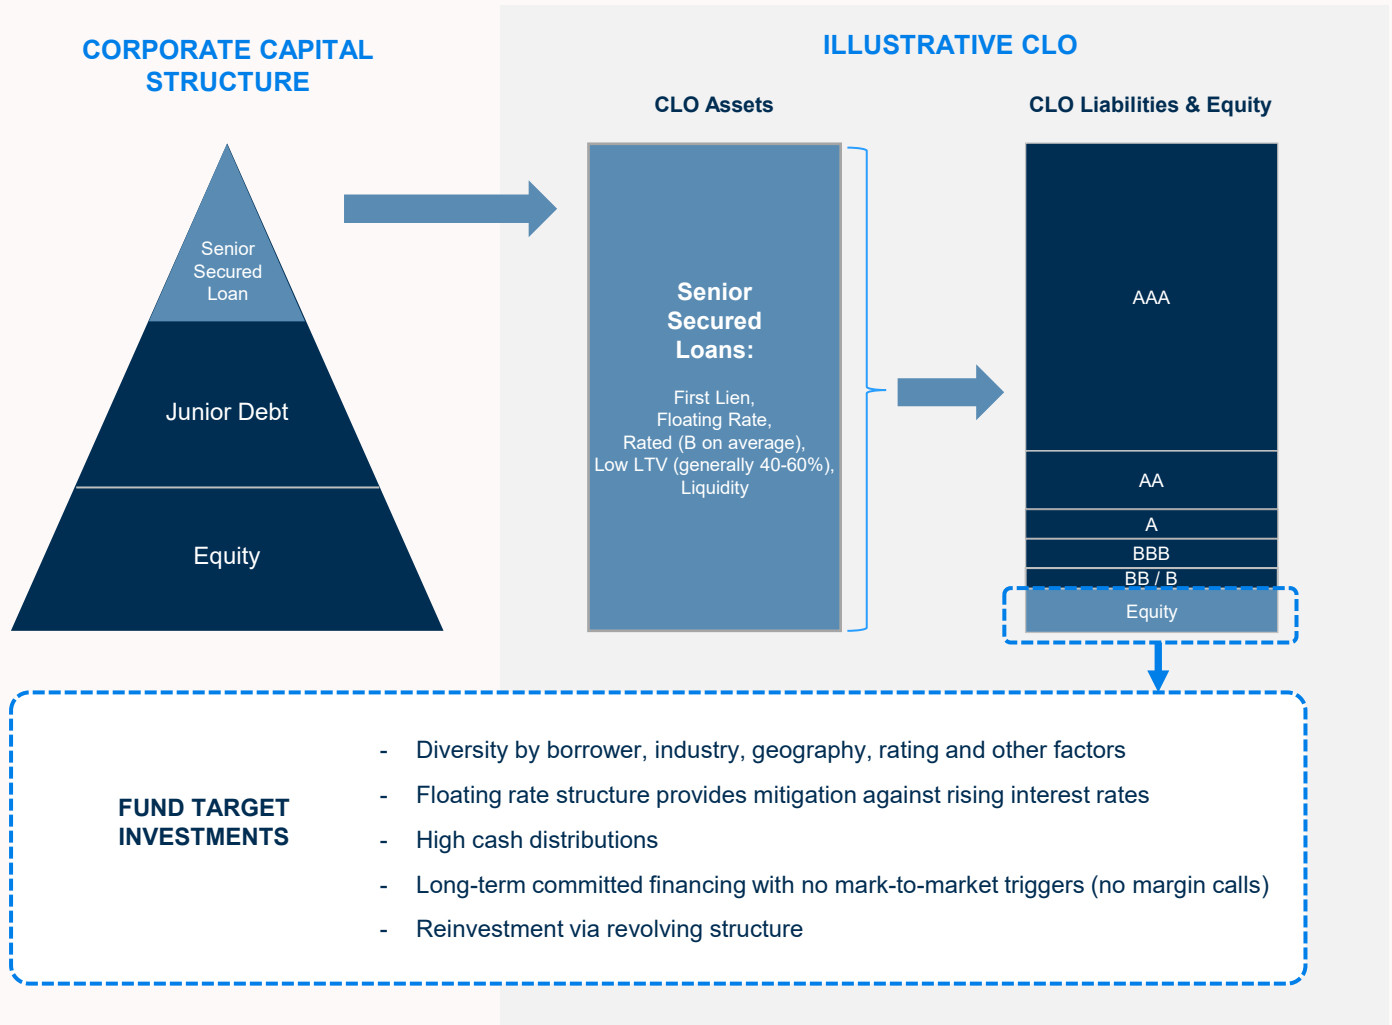 CORPORATE CAPITAL
STRUCTURE
Senior
Secured
Loan
Junior Debt
Equity
ILLUSTRATIVE CLO
CLO Assets
Senior
Secured
Loans:
First Lien,
Floating Rate,
Rated (B on average),
Low LTV (generally 40-60%),
Liquidity
CLO Liabilities & Equity
AAA
AA
A
BBB
BB / B
Equity
FUND TARGET
INVESTMENTS
- Diversity by borrower, industry, geography, rating and other factors
- Floating rate structure provides mitigation against rising interest rates
- High cash distributions
- Long-term committed financing with no mark-to-market triggers (no margin calls)
- Reinvestment via revolving structure